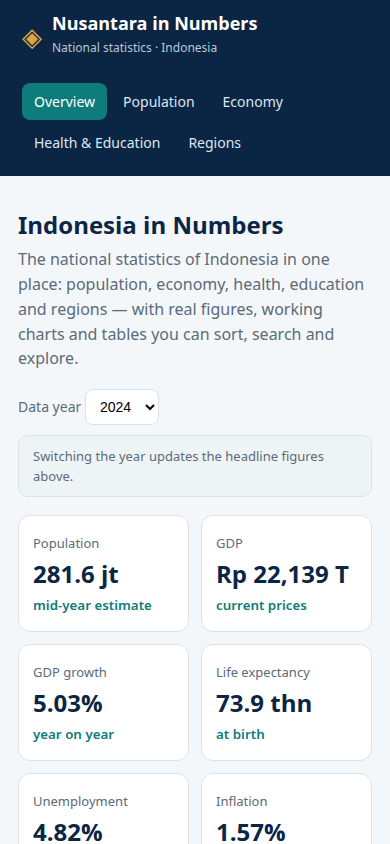 Nusantara in Numbers
National statistics · Indonesia
Overview
Population
Economy
Health & Education
Regions
Indonesia in Numbers
The national statistics of Indonesia in one
place: population, economy, health, education
and regions — with real figures, working
charts and tables you can sort, search and
explore.
Data year 2024
Switching the year updates the headline figures
above.
Population
281.6 jt
mid-year estimate
GDP
Rp 22,139 T
current prices
GDP growth
5.03%
year on year
Life expectancy
73.9 thn
at birth
Unemployment
4.82%
Inflation
1.57%